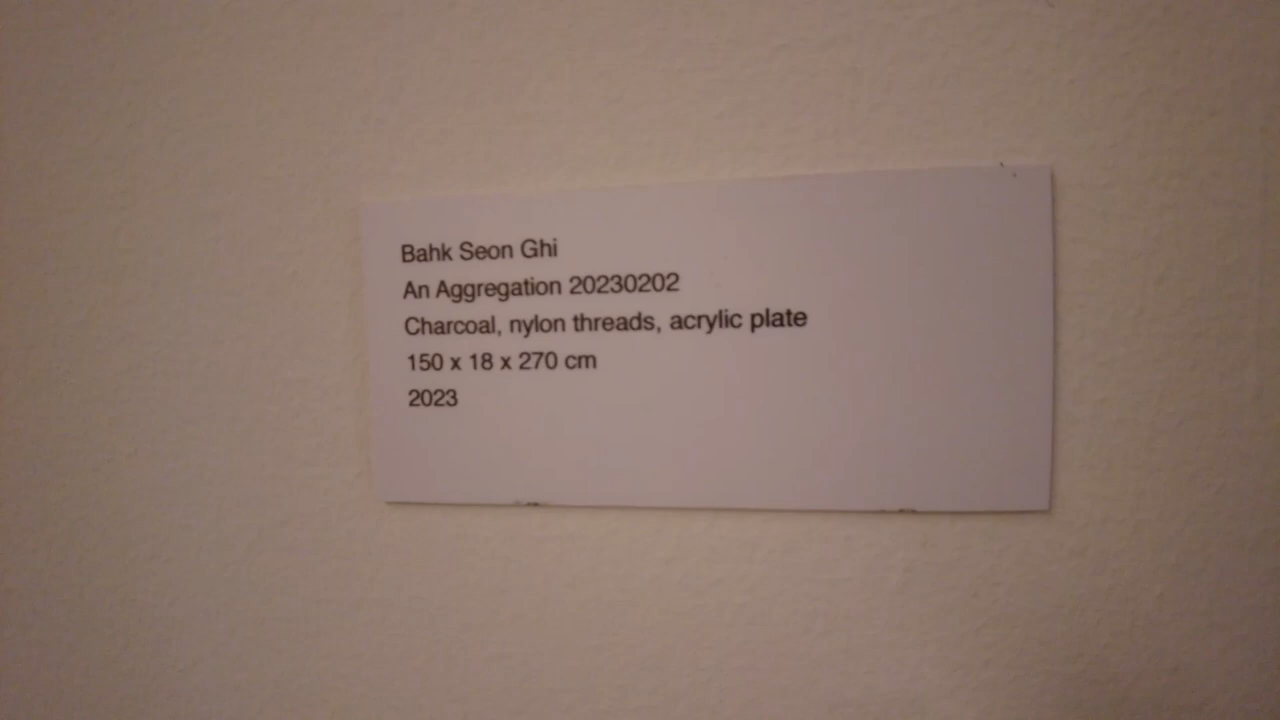 Bahk Seon Ghi
An Aggregation 20230202
Charcoal, nylon threads, acrylic plate
150 x 18 x 270 cm
2023